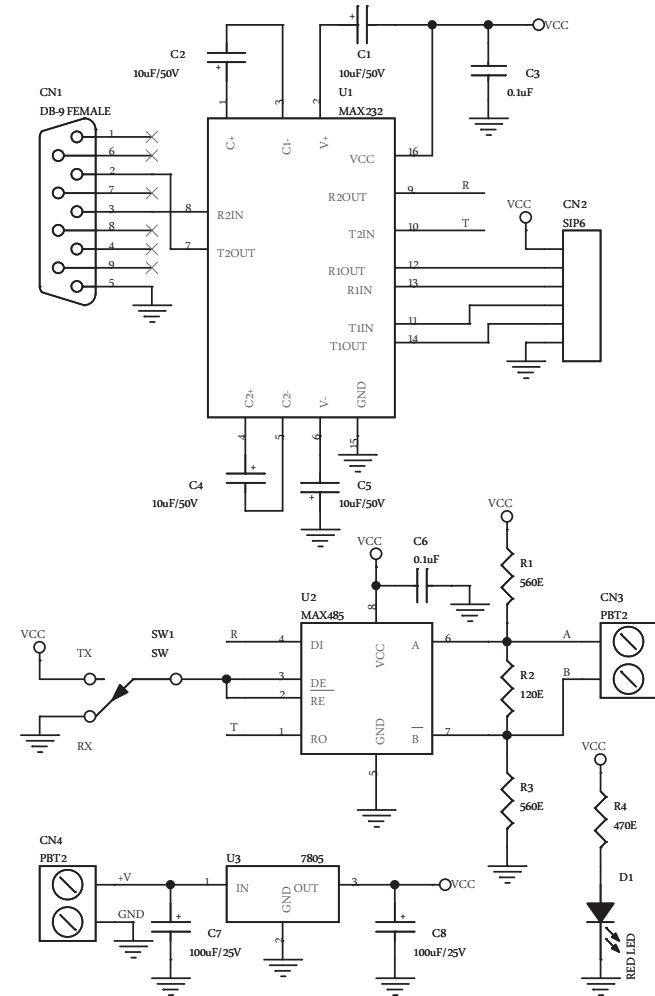 C2
10uF/50V
C1
10uF/50V
VCC
C3
0.1uF
CN1
DB-9 FEMALE
U1
MAX232
1
3
2
C+
C1-
V+
VCC
16
R2OUT
9
R
T2IN
10
T
R1OUT
12
R1IN
13
T1IN
11
T1OUT
14
R2IN
8
T2OUT
7
1
6
2
7
3
8
4
9
5
VCC
CN2
SIP6
C2+
C2-
V-
GND
4
5
6
15
C4
10uF/50V
C5
10uF/50V
VCC
R1
560E
VCC
C6
0.1uF
U2
MAX485
8
R
4
DI
VCC
A
6
A
CN3
PBT2
B
VCC
TX
SW1
SW
RX
3
DE
2
RE
T
1
RO
GND
B
7
5
R2
120E
R3
560E
VCC
R4
470E
D1
RED LED
CN4
PBT2
+V
GND
U3
7805
1
IN
GND
OUT
3
2
VCC
C7
100uF/25V
C8
100uF/25V